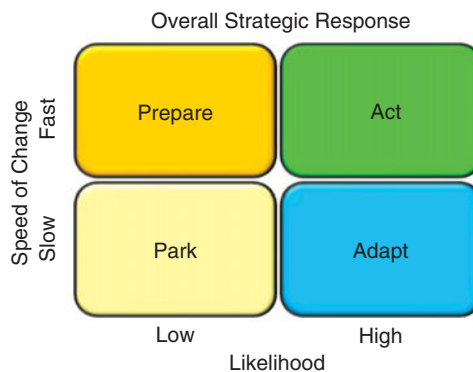 Overall Strategic Response
Speed of Change
Fast
Slow
Prepare
Act
Park
Adapt
Low
High
Likelihood